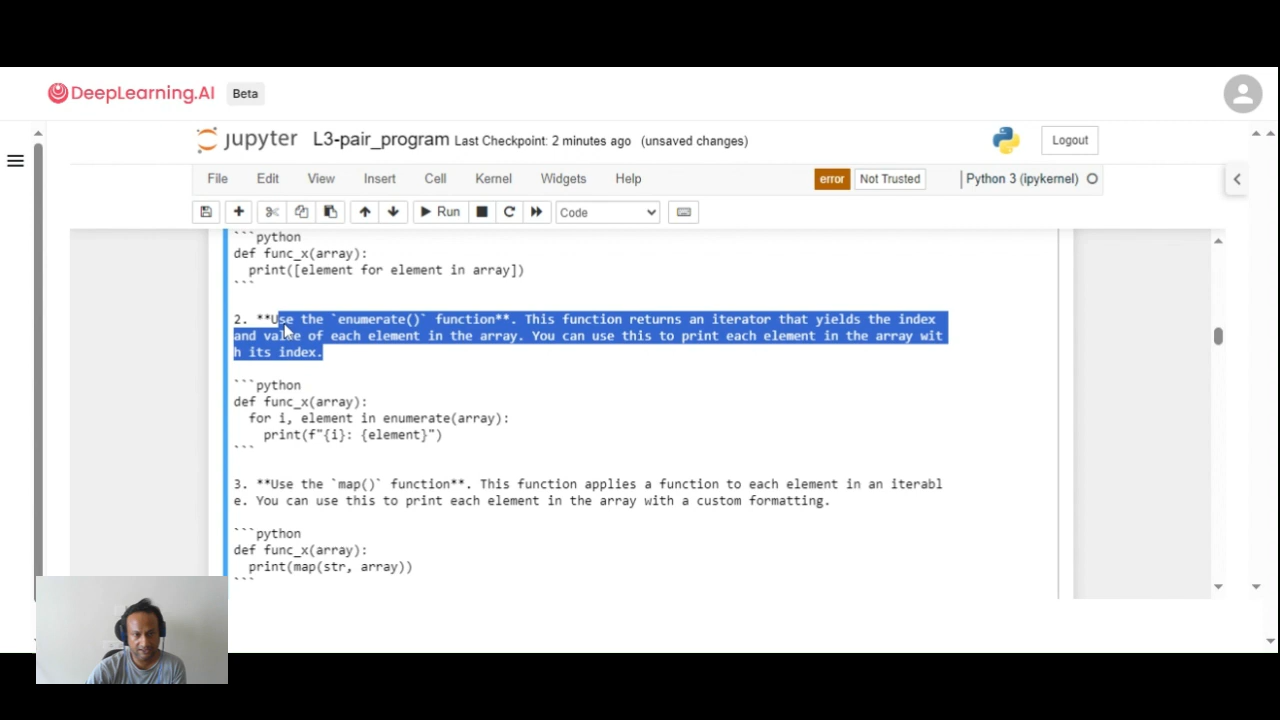 DeepLearning.AI Beta
jupyter L3-pair_program Last Checkpoint: 2 minutes ago (unsaved changes) Logout
File Edit View Insert Cell Kernel Widgets Help error Not Trusted Python 3 (ipykernel)
Run Code
```python
def func_x(array):
  print([element for element in array])
```
2. **Use the `enumerate()` function**. This function returns an iterator that yields the index
and value of each element in the array. You can use this to print each element in the array wit
h its index.
```python
def func_x(array):
  for i, element in enumerate(array):
    print(f"{i}: {element}")
```
3. **Use the `map()` function**. This function applies a function to each element in an iterabl
e. You can use this to print each element in the array with a custom formatting.
```python
def func_x(array):
  print(map(str, array))
```